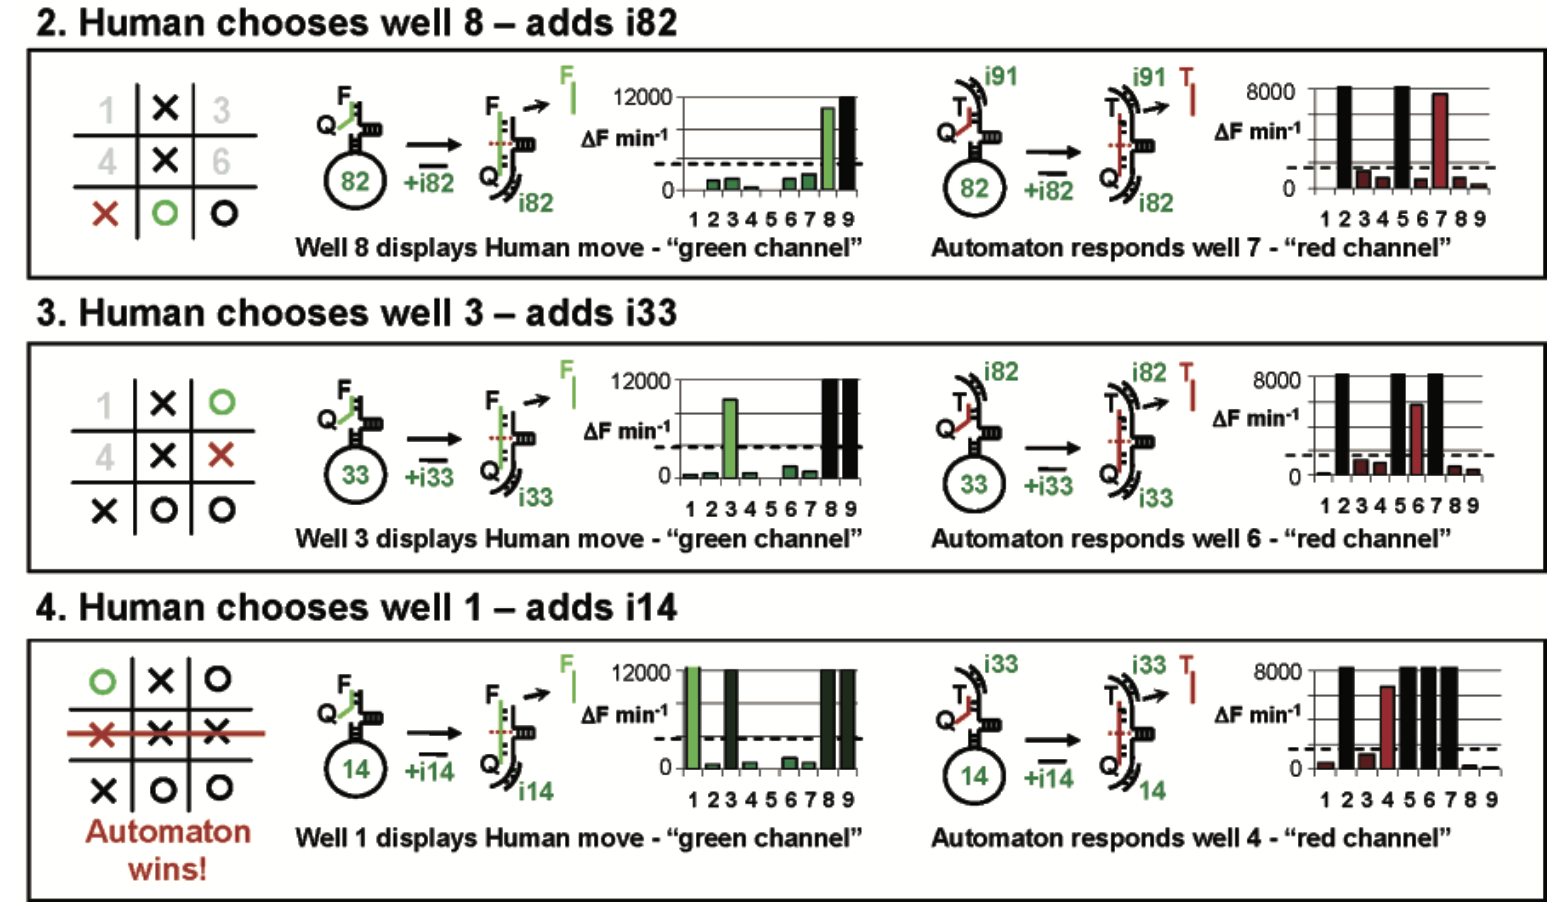 2. Human chooses well 8 – adds i82
1 3
4 6
F
Q
82
+i82
F
F
Q
i82
12000
ΔF min-1
0
1 2 3 4 5 6 7 8 9
Well 8 displays Human move - “green channel”
i91
T
Q
82
+i82
i91
T
T
Q
i82
8000
ΔF min-1
0
1 2 3 4 5 6 7 8 9
Automaton responds well 7 - “red channel”
3. Human chooses well 3 – adds i33
1
4
F
Q
33
+i33
F
F
Q
i33
12000
ΔF min-1
0
1 2 3 4 5 6 7 8 9
Well 3 displays Human move - “green channel”
i82
T
Q
33
+i33
i82
T
T
Q
i33
8000
ΔF min-1
0
1 2 3 4 5 6 7 8 9
Automaton responds well 6 - “red channel”
4. Human chooses well 1 – adds i14
Automaton
wins!
F
Q
14
+i14
F
F
Q
i14
12000
ΔF min-1
0
1 2 3 4 5 6 7 8 9
Well 1 displays Human move - “green channel”
i33
T
Q
14
+i14
i33
T
T
Q
14
8000
ΔF min-1
0
1 2 3 4 5 6 7 8 9
Automaton responds well 4 - “red channel”